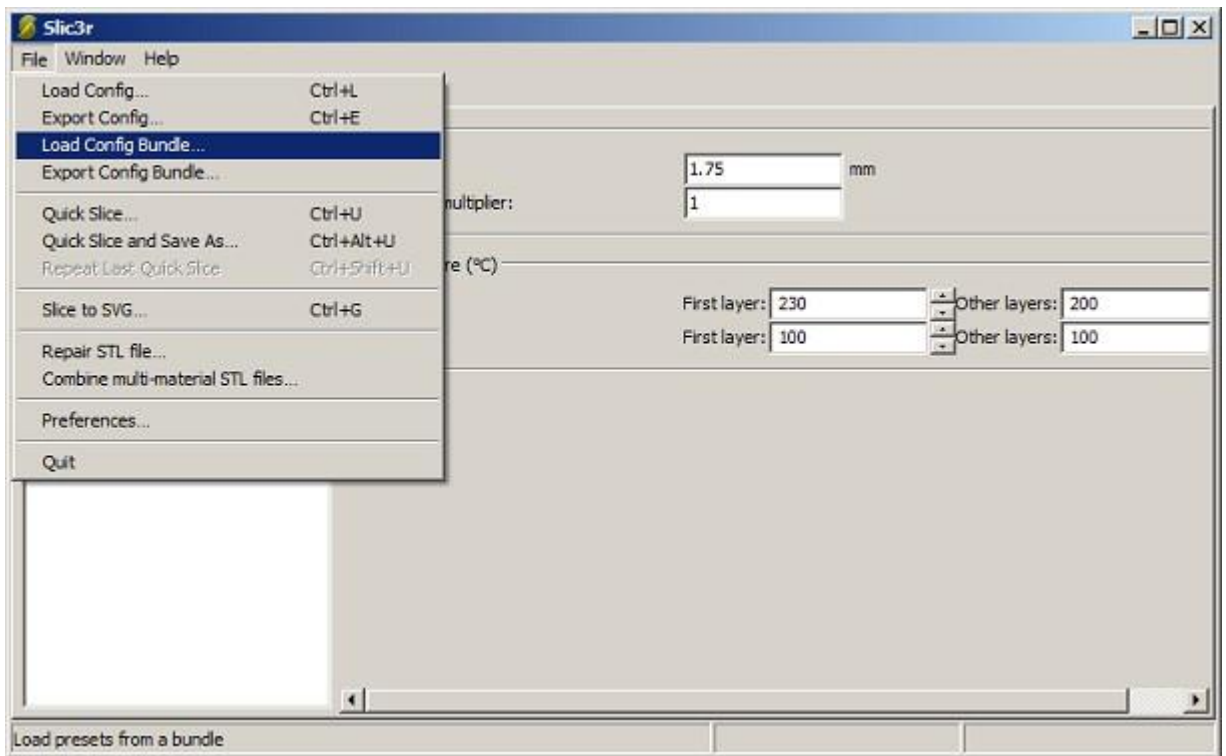 Slic3r
File Window Help
Load Config... Ctrl+L
Export Config... Ctrl+E
Load Config Bundle...
Export Config Bundle...
1.75 mm
multiplier: 1
Quick Slice... Ctrl+U
Quick Slice and Save As... Ctrl+Alt+U
Repeat Last Quick Slice Ctrl+Shift+U
re (°C)
Slice to SVG... Ctrl+G
First layer: 230 Other layers: 200
First layer: 100 Other layers: 100
Repair STL file...
Combine multi-material STL files...
Preferences...
Quit
Load presets from a bundle